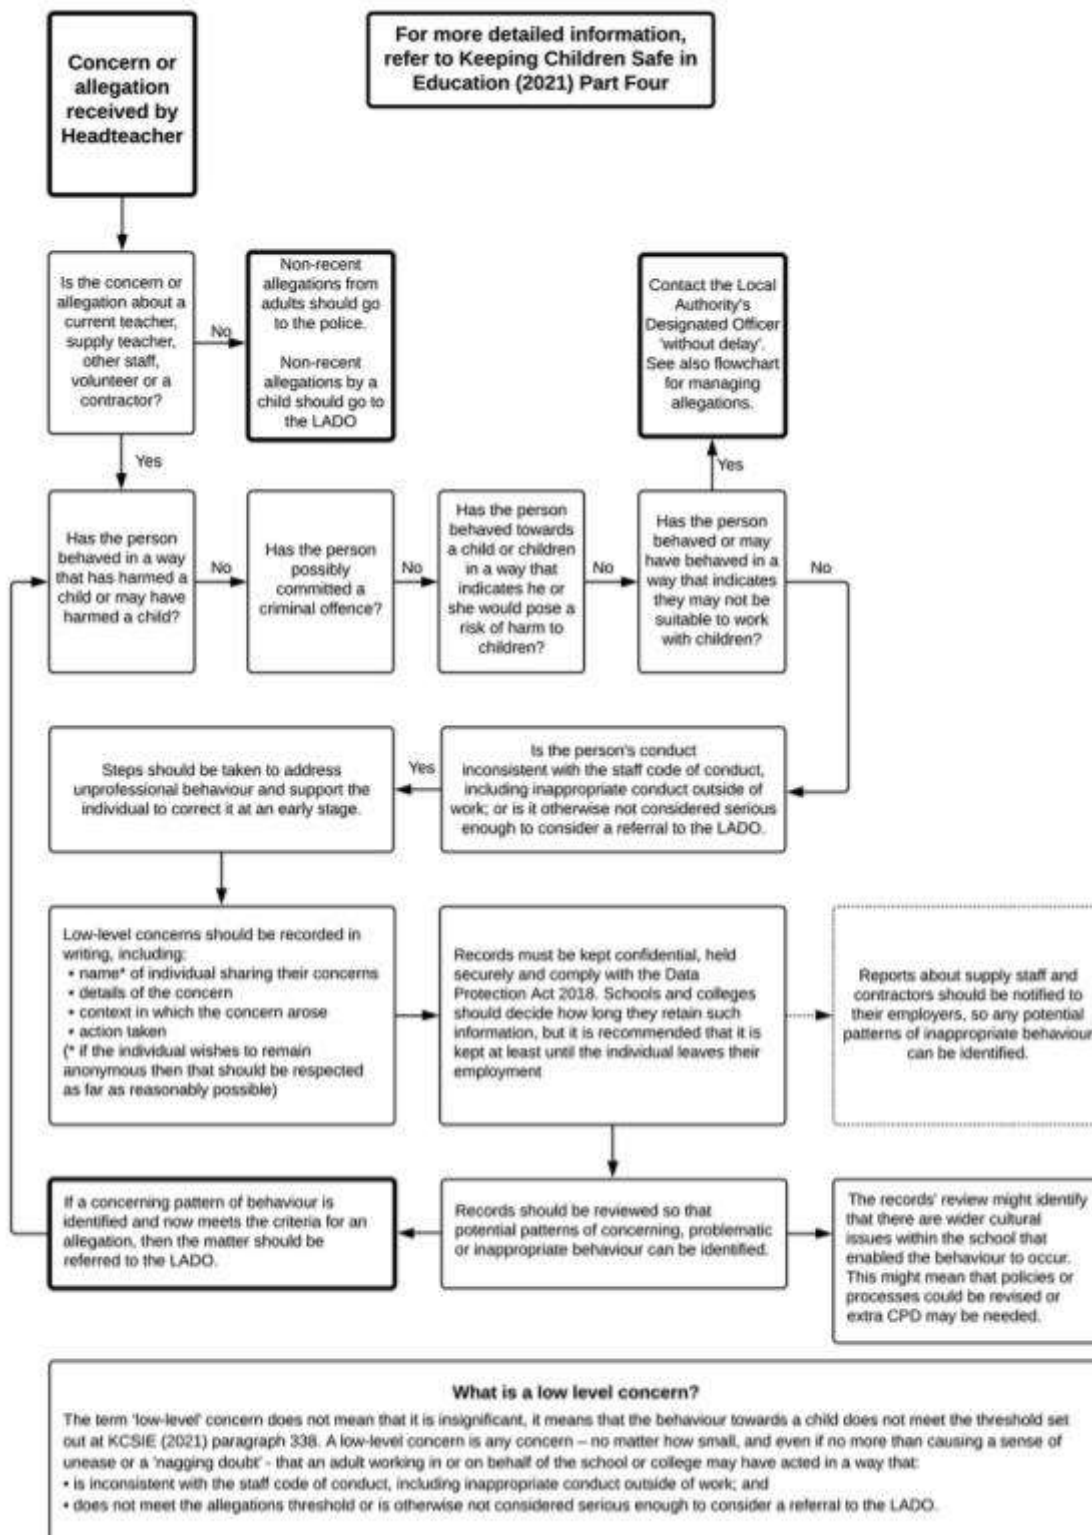 Concern or
allegation
received by
Headteacher
For more detailed information,
refer to Keeping Children Safe in
Education (2021) Part Four
Is the concern or
allegation about a
current teacher,
supply teacher,
other staff,
volunteer or a
contractor?
No
Non-recent
allegations from
adults should go
to the police.
Non-recent
allegations by a
child should go to
the LADO
Contact the Local
Authority's
Designated Officer
'without delay'.
See also flowchart
for managing
allegations.
Yes
Yes
Has the person
behaved in a way
that has harmed a
child or may have
harmed a child?
No
Has the person
possibly
committed a
criminal offence?
No
Has the person
behaved towards
a child or children
in a way that
indicates he or
she would pose a
risk of harm to
children?
No
Has the person
behaved or may
have behaved in a
way that indicates
they may not be
suitable to work
with children?
No
Steps should be taken to address
unprofessional behaviour and support the
individual to correct it at an early stage.
Yes
Is the person's conduct
inconsistent with the staff code of conduct,
including inappropriate conduct outside of
work; or is it otherwise not considered serious
enough to consider a referral to the LADO.
Low-level concerns should be recorded in
writing, including:
• name* of individual sharing their concerns
• details of the concern
• context in which the concern arose
• action taken
(* if the individual wishes to remain
anonymous then that should be respected
as far as reasonably possible)
Records must be kept confidential, held
securely and comply with the Data
Protection Act 2018. Schools and colleges
should decide how long they retain such
information, but it is recommended that it is
kept at least until the individual leaves their
employment
Reports about supply staff and
contractors should be notified to
their employers, so any potential
patterns of inappropriate behaviour
can be identified.
If a concerning pattern of behaviour is
identified and now meets the criteria for an
allegation, then the matter should be
referred to the LADO.
Records should be reviewed so that
potential patterns of concerning, problematic
or inappropriate behaviour can be identified.
The records' review might identify
that there are wider cultural
issues within the school that
enabled the behaviour to occur.
This might mean that policies or
processes could be revised or
extra CPD may be needed.
What is a low level concern?
The term 'low-level' concern does not mean that it is insignificant, it means that the behaviour towards a child does not meet the threshold set
out at KCSIE (2021) paragraph 338. A low-level concern is any concern – no matter how small, and even if no more than causing a sense of
unease or a 'nagging doubt' - that an adult working in or on behalf of the school or college may have acted in a way that:
• is inconsistent with the staff code of conduct, including inappropriate conduct outside of work; and
• does not meet the allegations threshold or is otherwise not considered serious enough to consider a referral to the LADO.